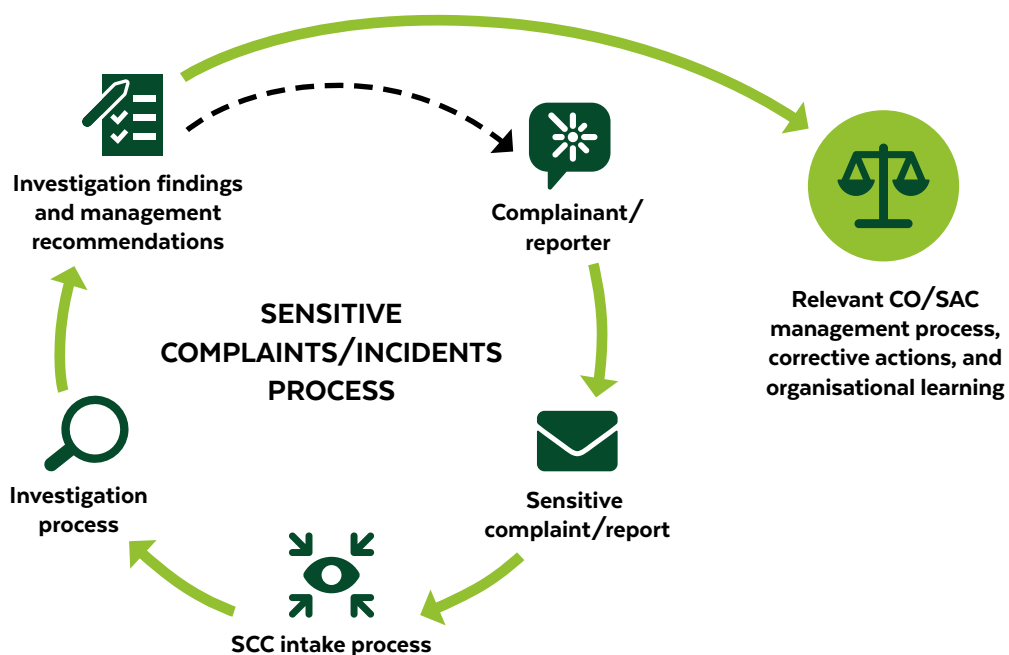 Investigation findings
and management
recommendations
Complainant/
reporter
Relevant CO/SAC
management process,
corrective actions, and
organisational learning
SENSITIVE
COMPLAINTS/INCIDENTS
PROCESS
Investigation
process
Sensitive
complaint/report
SCC intake process